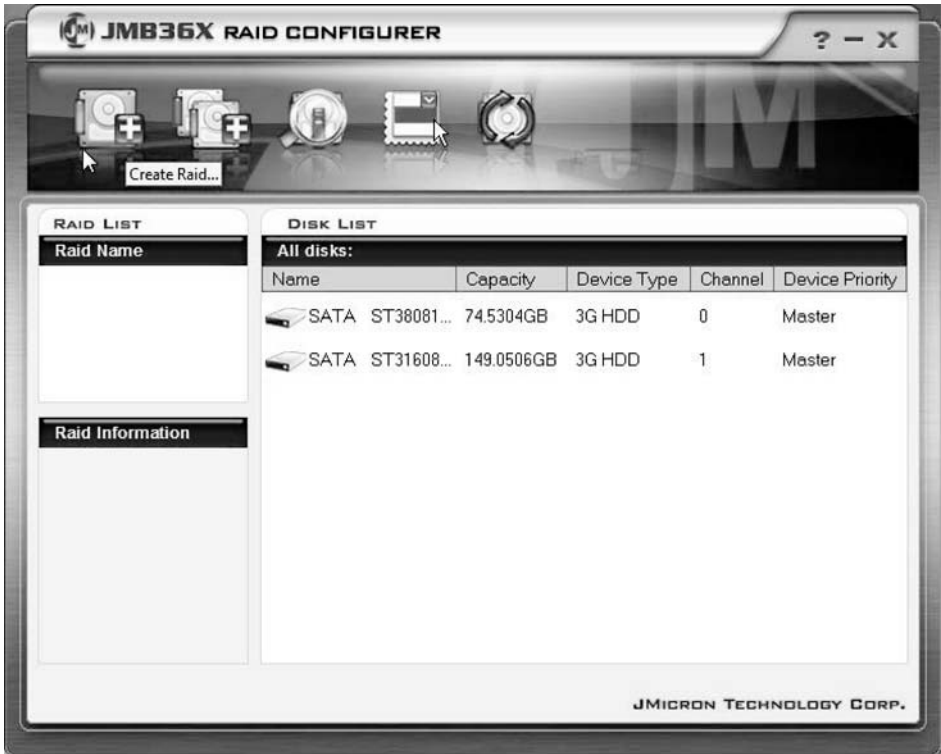 JM JMB36X RAID CONFIGURER
? – X
JM
Create Raid...
RAID LIST
DISK LIST
Raid Name
All disks:
Name Capacity Device Type Channel Device Priority
SATA ST38081... 74.5304GB 3G HDD 0 Master
SATA ST31608... 149.0506GB 3G HDD 1 Master
Raid Information
JMICRON TECHNOLOGY CORP.